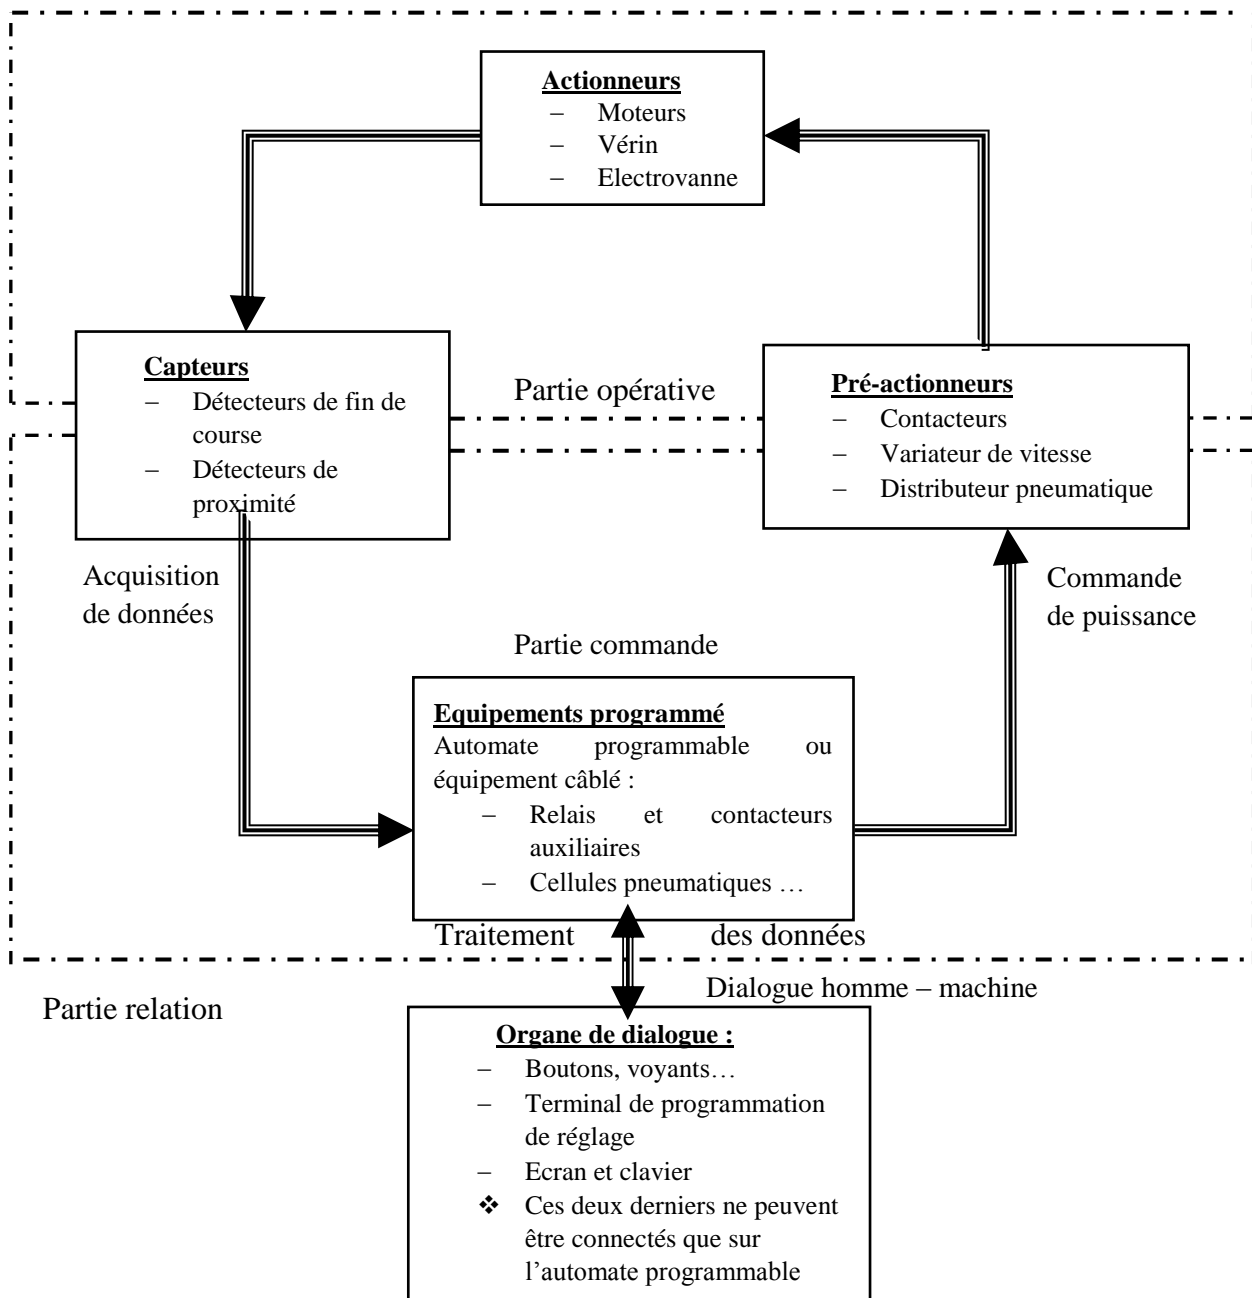 Actionneurs
– Moteurs
– Vérin
– Electrovanne
Capteurs
– Détecteurs de fin de
course
– Détecteurs de
proximité
Partie opérative
Pré-actionneurs
– Contacteurs
– Variateur de vitesse
– Distributeur pneumatique
Acquisition
de données
Commande
de puissance
Partie commande
Equipements programmé
Automate programmable ou
équipement câblé :
– Relais et contacteurs
auxiliaires
– Cellules pneumatiques …
Traitement des données
Dialogue homme – machine
Partie relation
Organe de dialogue :
– Boutons, voyants…
– Terminal de programmation
de réglage
– Ecran et clavier
❖ Ces deux derniers ne peuvent
être connectés que sur
l’automate programmable